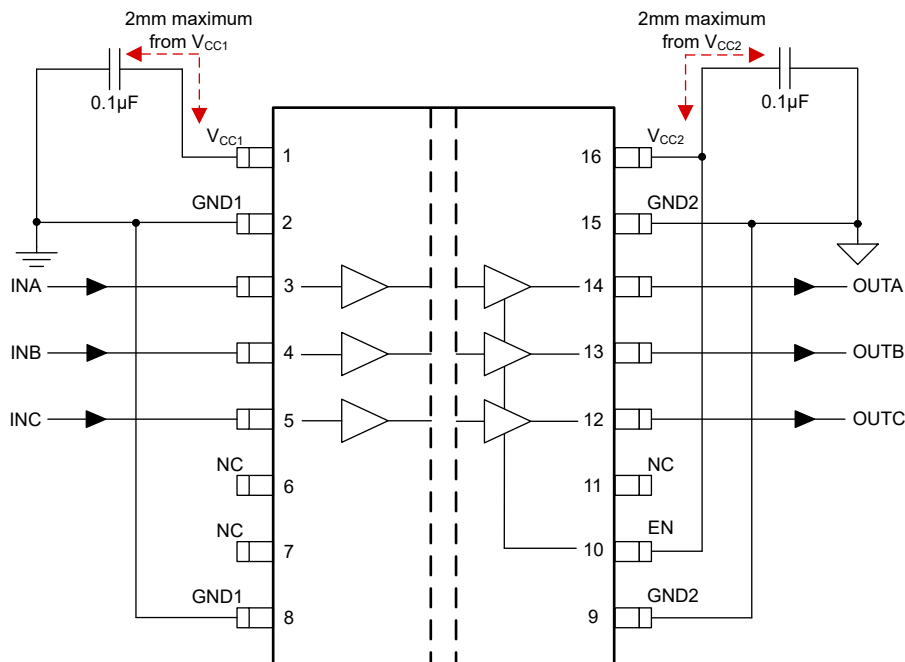 2mm maximum
from VCC1
2mm maximum
from VCC2
0.1µF
0.1µF
VCC1
1
16
VCC2
GND1
2
15
GND2
INA
3
14
OUTA
INB
4
13
OUTB
INC
5
12
OUTC
NC
6
11
NC
NC
7
10
EN
GND1
8
9
GND2